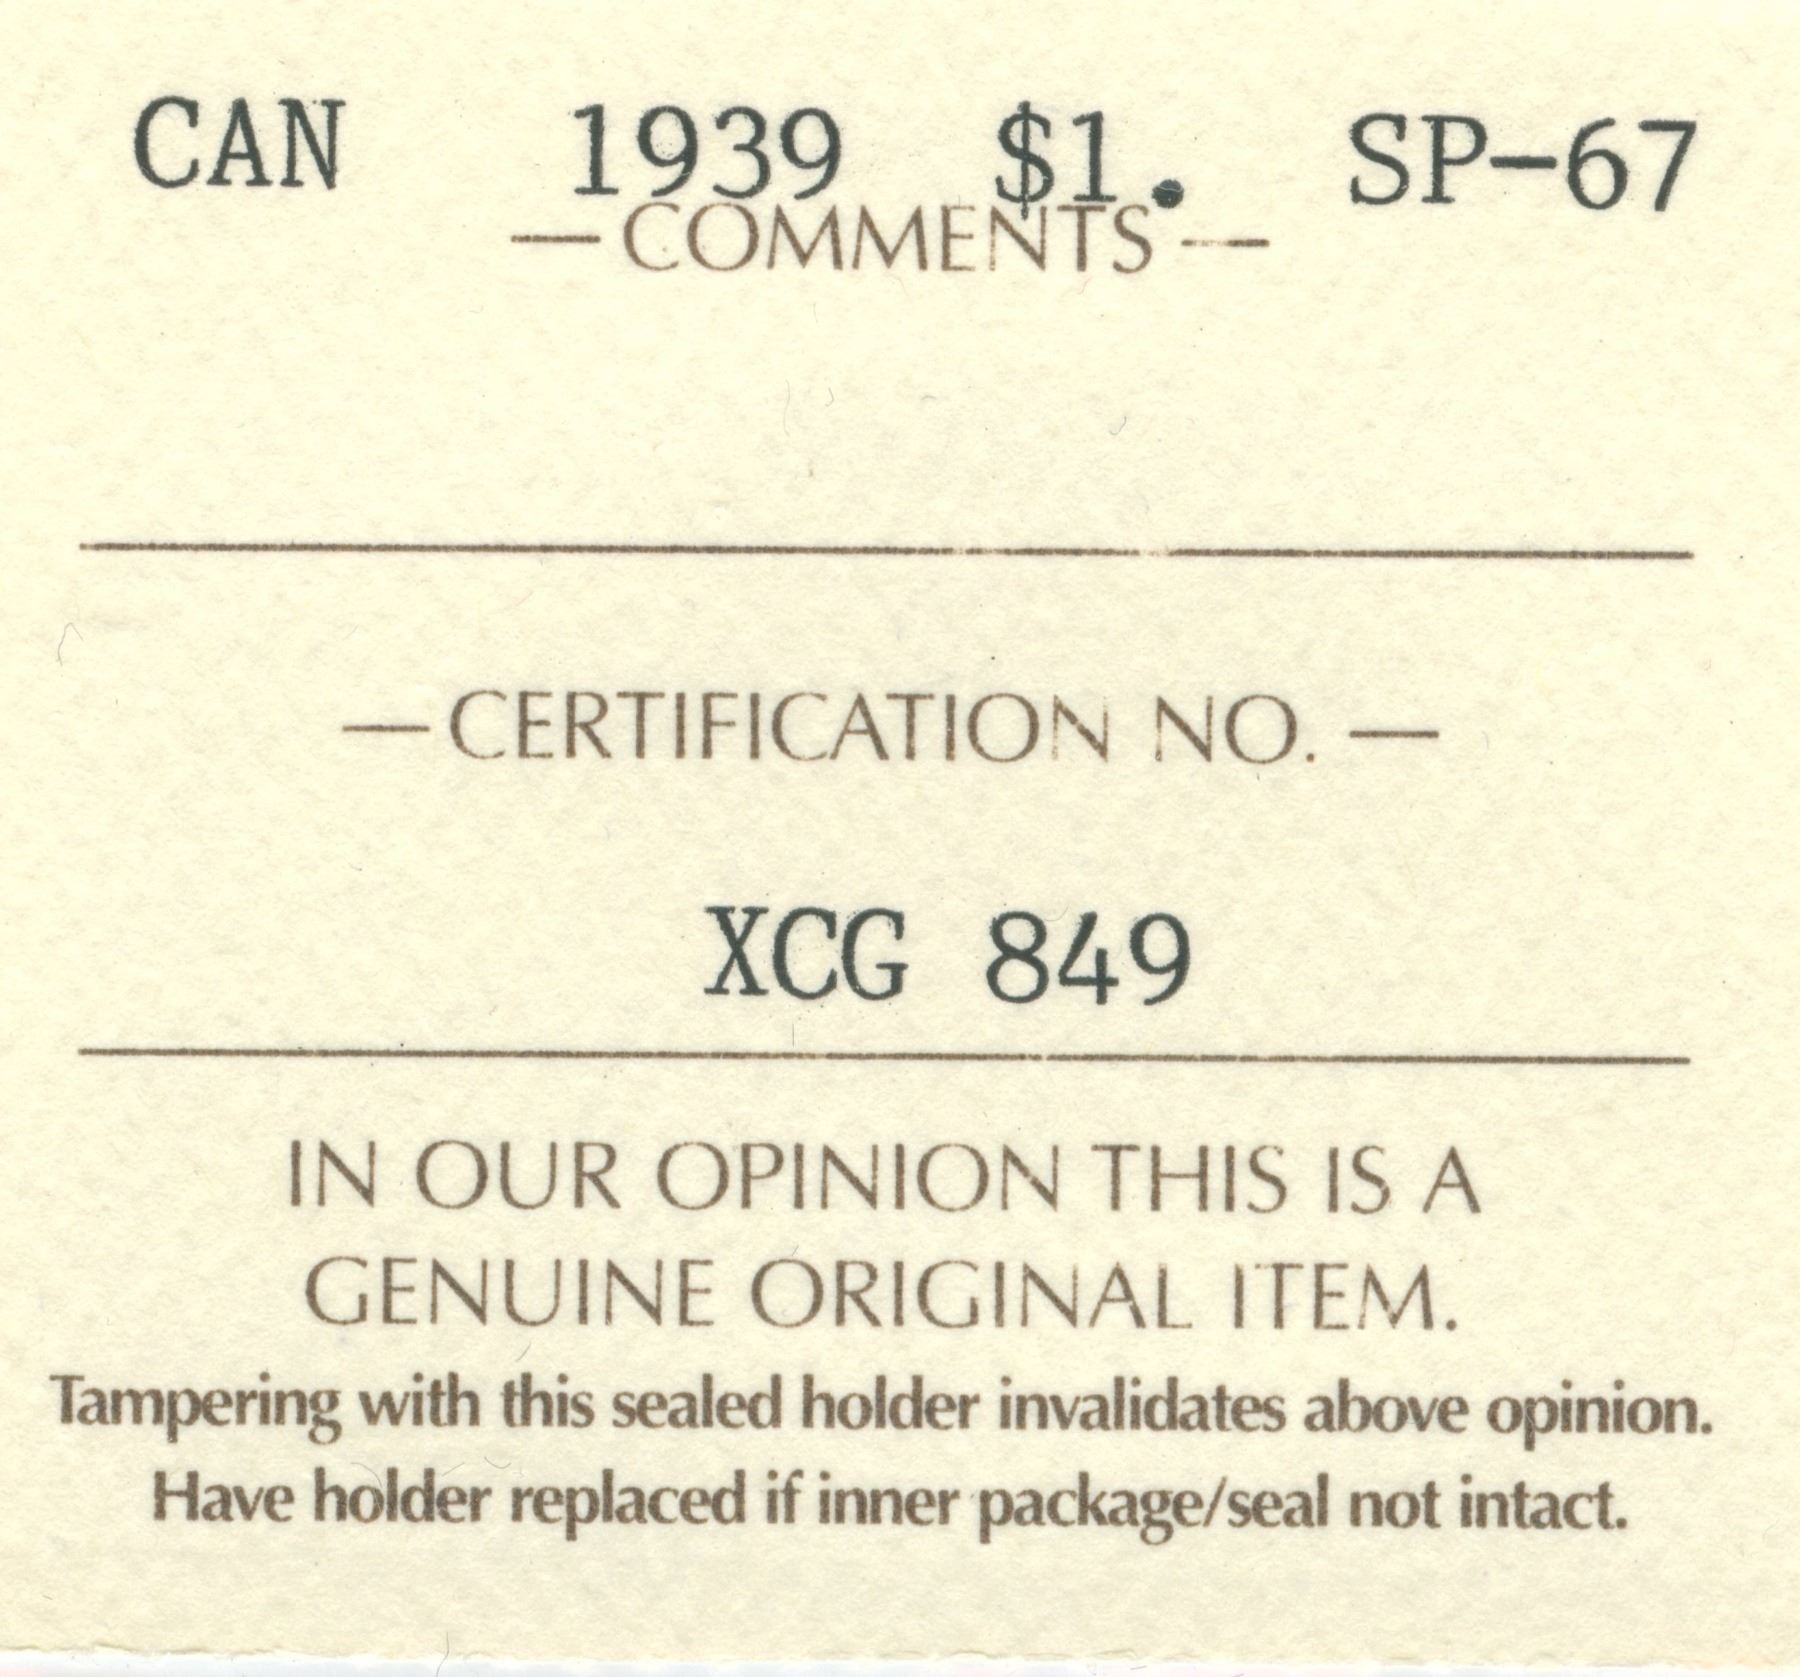 CAN 1939 $1. SP-67
—COMMENTS—
—CERTIFICATION NO. —
XCG 849
IN OUR OPINION THIS IS A
GENUINE ORIGINAL ITEM.
Tampering with this sealed holder invalidates above opinion.
Have holder replaced if inner package/seal not intact.